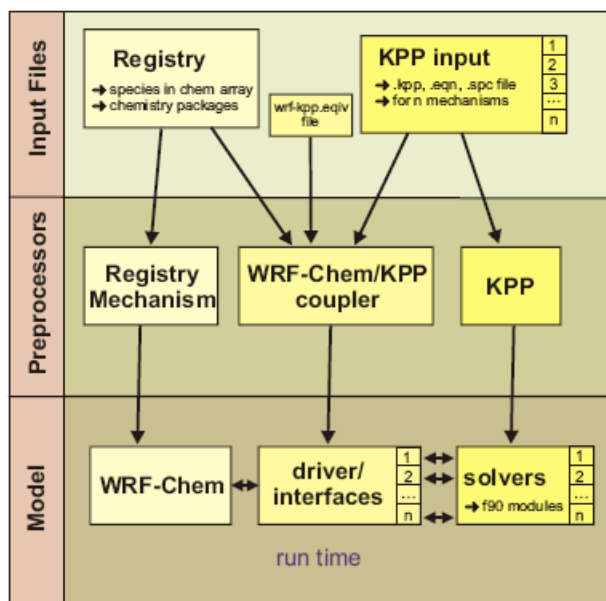 Input Files
Registry
➔ species in chem array
➔ chemistry packages
wrf-kpp.eqiv
file
KPP input
➔ .kpp, .eqn, .spc file
➔ for n mechanisms
1
2
3
...
n
Preprocessors
Registry
Mechanism
WRF-Chem/KPP
coupler
KPP
Model
WRF-Chem
driver/
interfaces
1
2
...
n
solvers
➔ f90 modules
1
2
...
n
run time